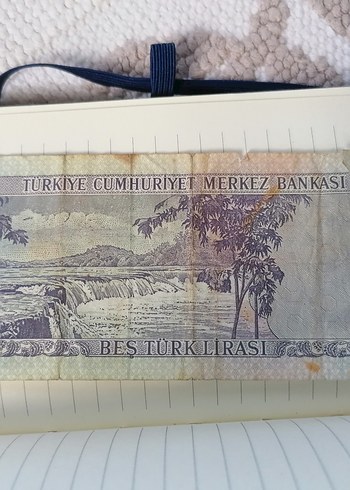 TÜRKİYE CUMHURİYET MERKEZ BANKASI
BEŞ TÜRK LİRASI